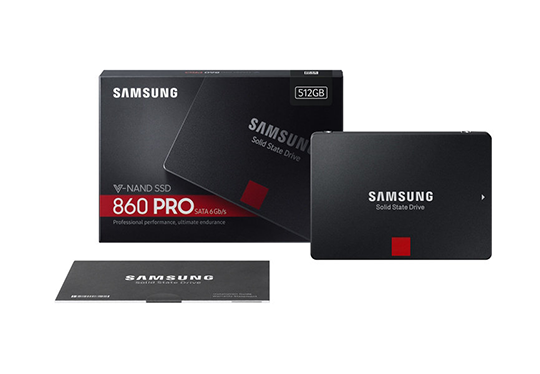 SAMSUNG
512GB
SAMSUNG
Solid State Drive
V-NAND SSD
860 PRO SATA 6Gb/s
Professional performance, ultimate endurance
SAMSUNG
Solid State Drive
SAMSUNG
Solid State Drive